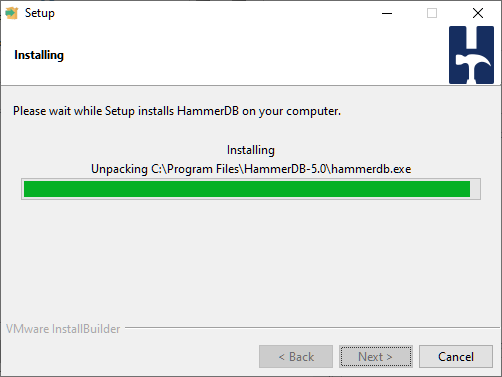 Setup
Installing
Please wait while Setup installs HammerDB on your computer.
Installing
Unpacking C:\Program Files\HammerDB-5.0\hammerdb.exe
VMware InstallBuilder
< Back
Next >
Cancel